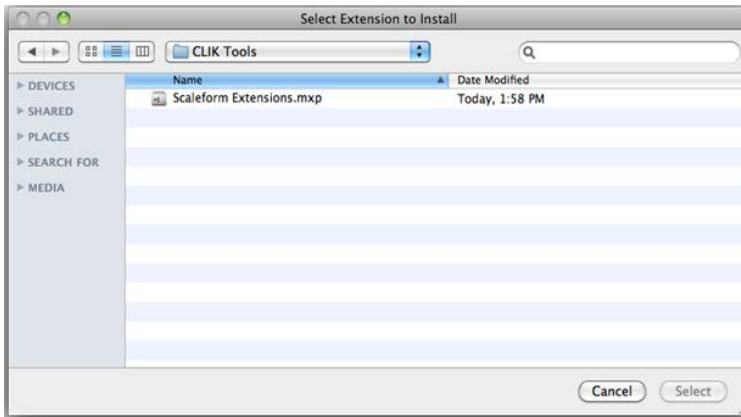 Select Extension to Install
CLIK Tools
DEVICES
SHARED
PLACES
SEARCH FOR
MEDIA
Name
Date Modified
Scaleform Extensions.mxp
Today, 1:58 PM
Cancel
Select